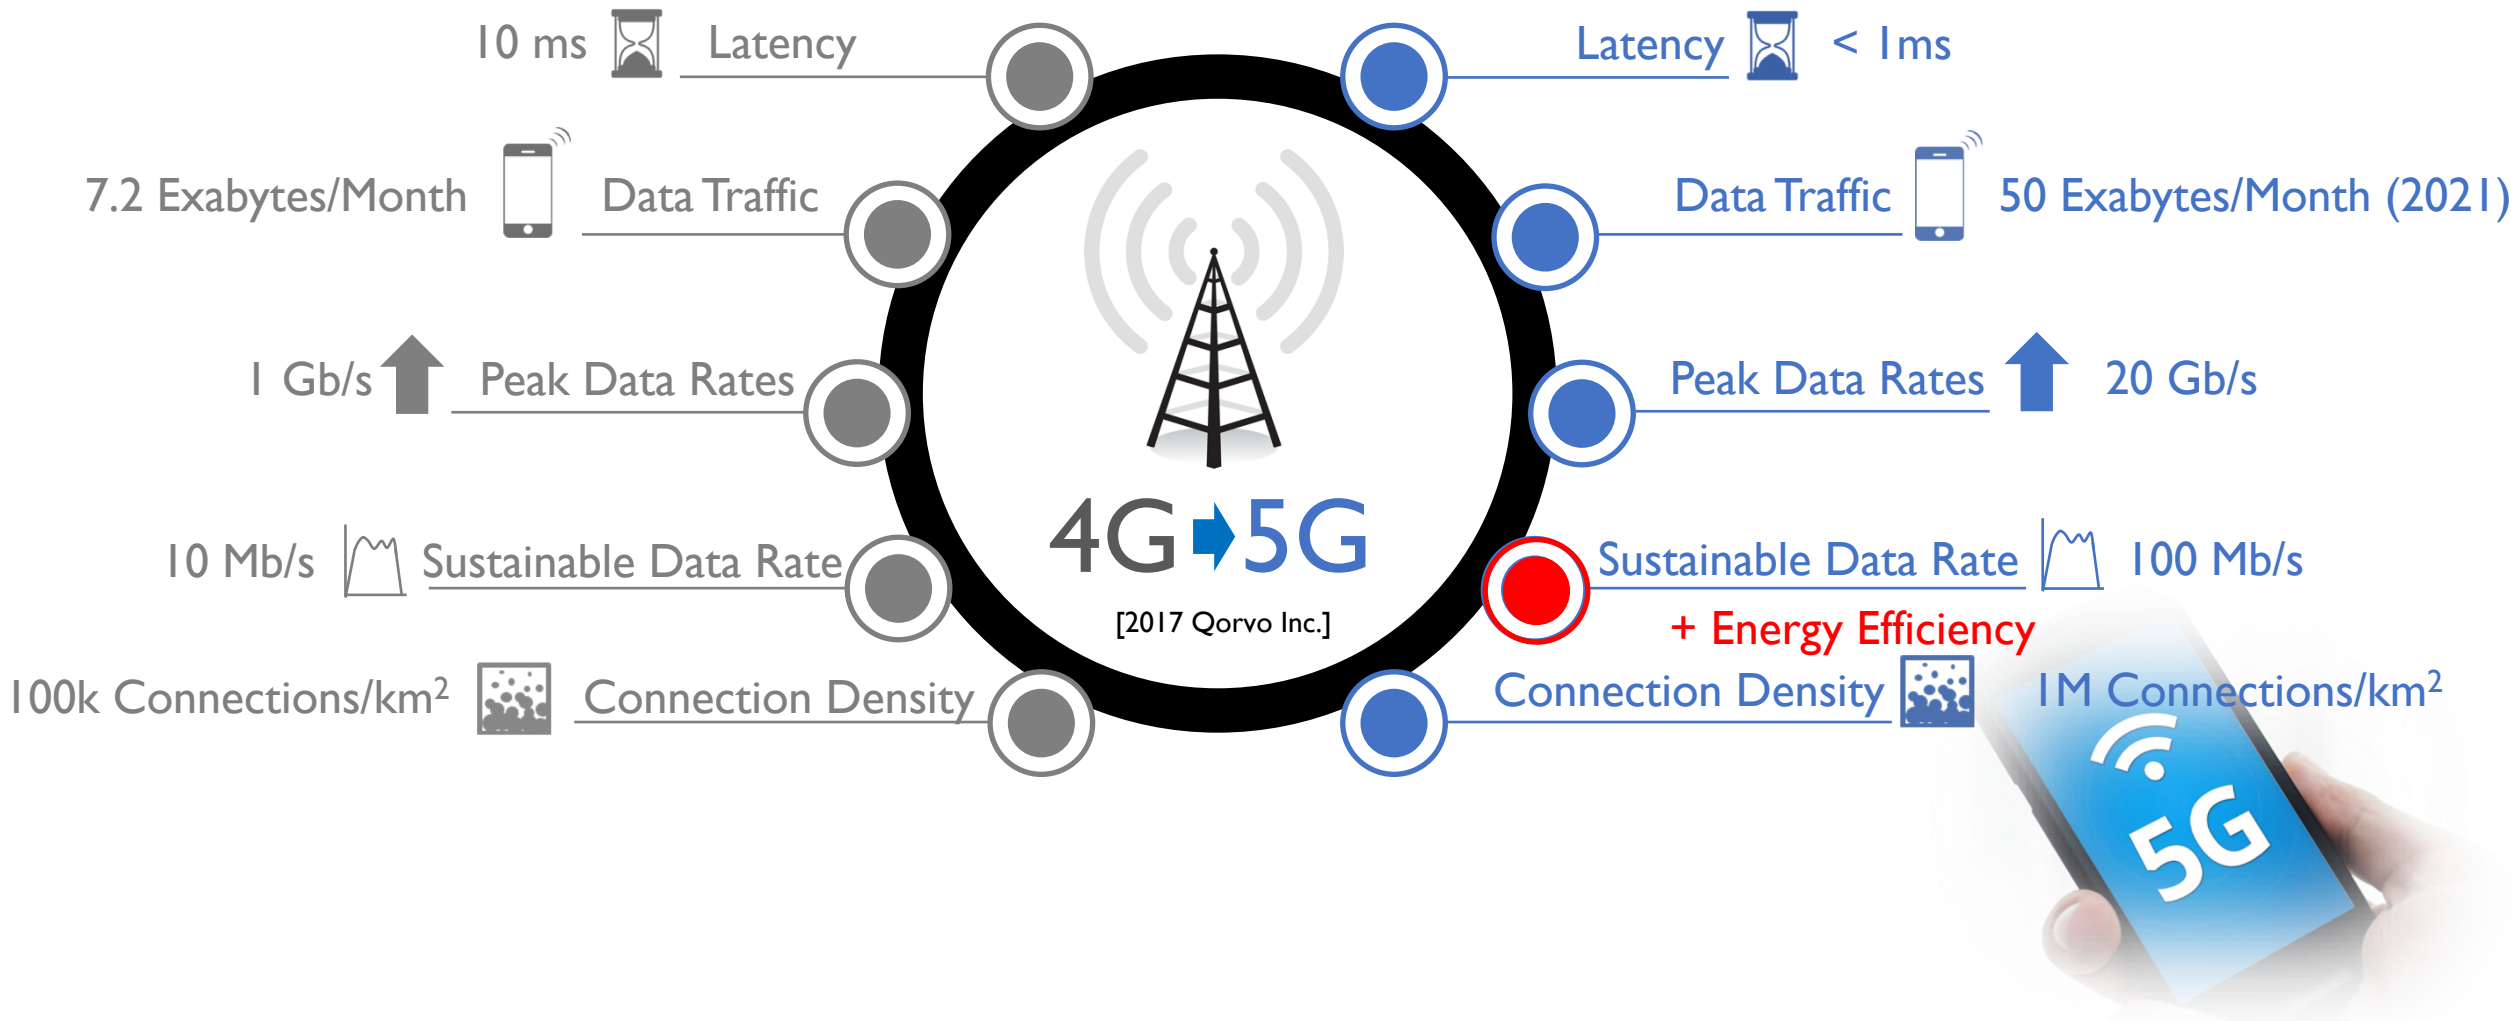 10 ms Latency
Latency < 1ms
7.2 Exabytes/Month Data Traffic
Data Traffic 50 Exabytes/Month (2021)
1 Gb/s Peak Data Rates
Peak Data Rates 20 Gb/s
10 Mb/s Sustainable Data Rate
Sustainable Data Rate 100 Mb/s
+ Energy Efficiency
100k Connections/km²
Connection Density
Connection Density 1M Connections/km²
4G 5G
[2017 Qorvo Inc.]
5G